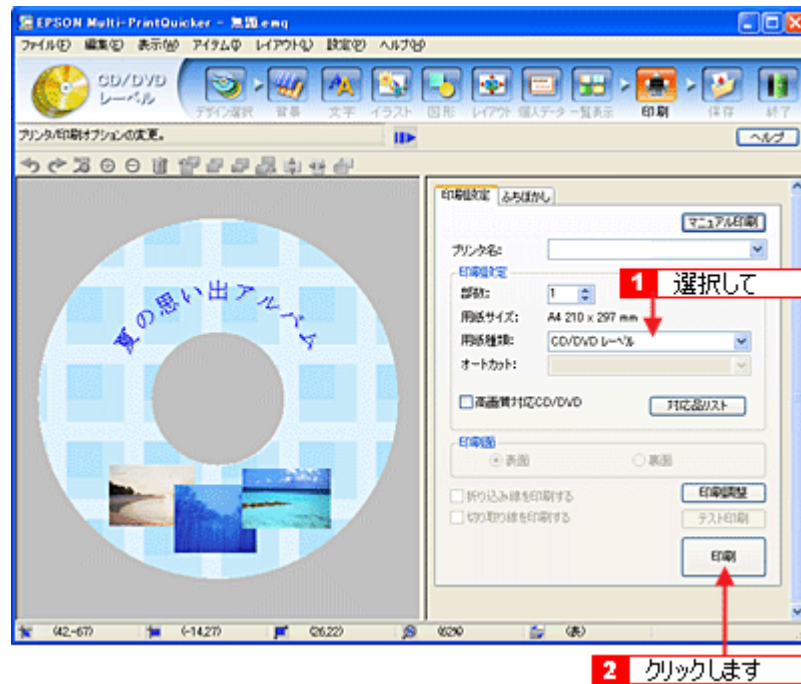 EPSON Multi-PrintQuicker - 無題.emq
ファイル(F) 編集(E) 表示(W) アイテム(I) レイアウト(L) 設定(P) ヘルプ(H)
CD/DVD
レーベル
デザイン選択 背景 文字 イラスト 図形 レイアウト 個人データ 一覧表示 印刷 保存 終了
プリンタ/印刷オプションの変更。
ヘルプ
夏の思い出アルバム
印刷設定 ふちぼかし
マニュアル印刷
プリンタ名:
印刷設定
部数: 1
1 選択して
用紙サイズ: A4 210 x 297 mm
用紙種類: CD/DVD レーベル
オートカット:
高画質対応CD/DVD 対応品リスト
印刷面
表面 裏面
折り込み線を印刷する 印刷調整
切り取り線を印刷する テスト印刷
印刷
(42,-67) (-14,27) (26,22) (62%) (表)
2 クリックします